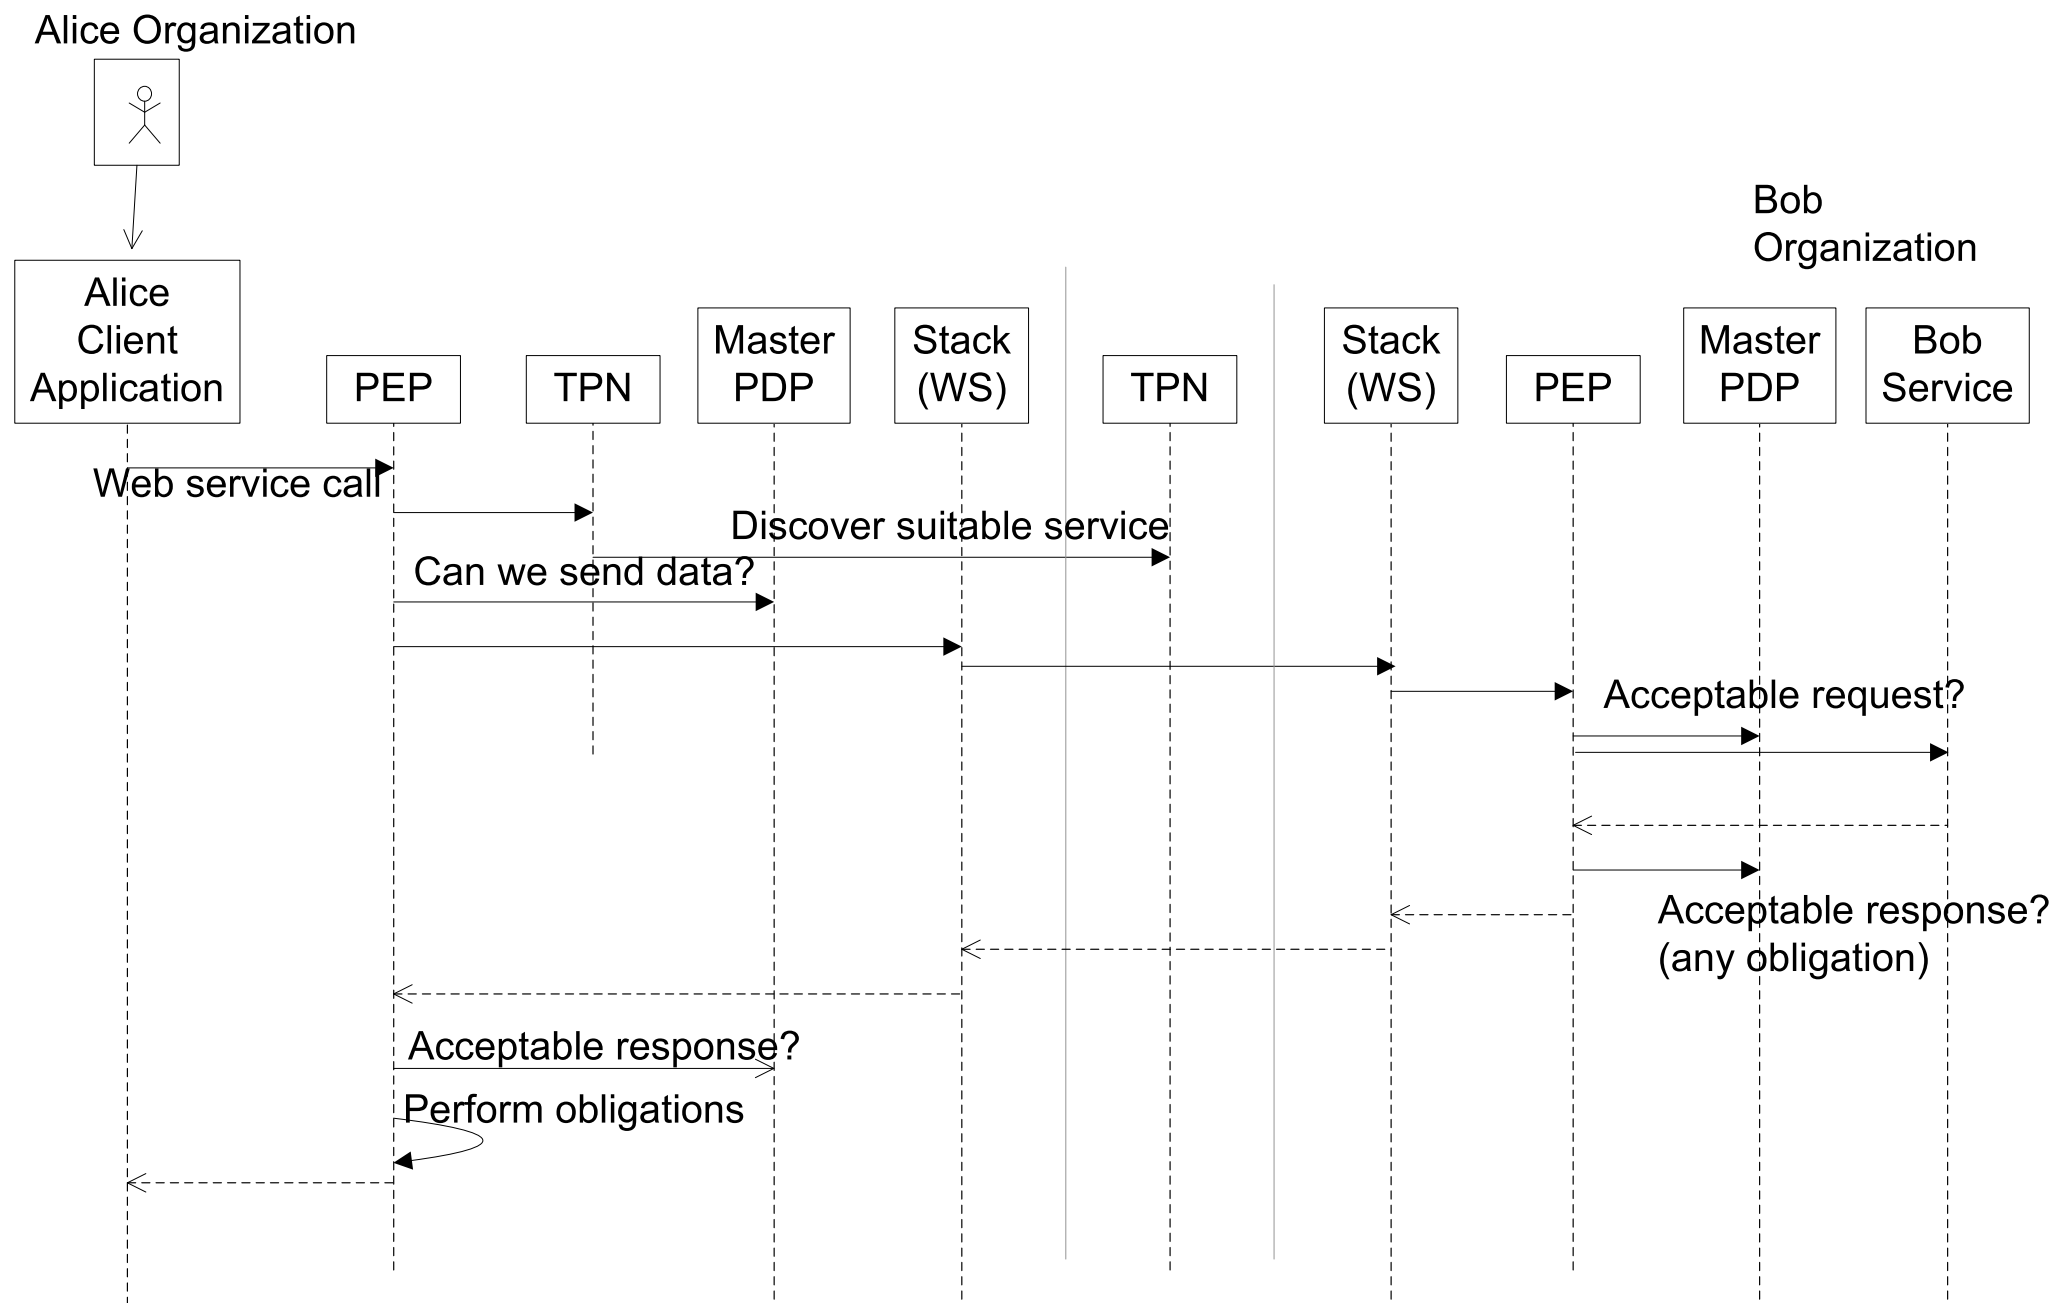 Alice Organization
Bob
Organization
Alice
Client
Application
PEP
TPN
Master
PDP
Stack
(WS)
TPN
Stack
(WS)
PEP
Master
PDP
Bob
Service
Web service call
Discover suitable service
Can we send data?
Acceptable request?
Acceptable response?
(any obligation)
Acceptable response?
Perform obligations